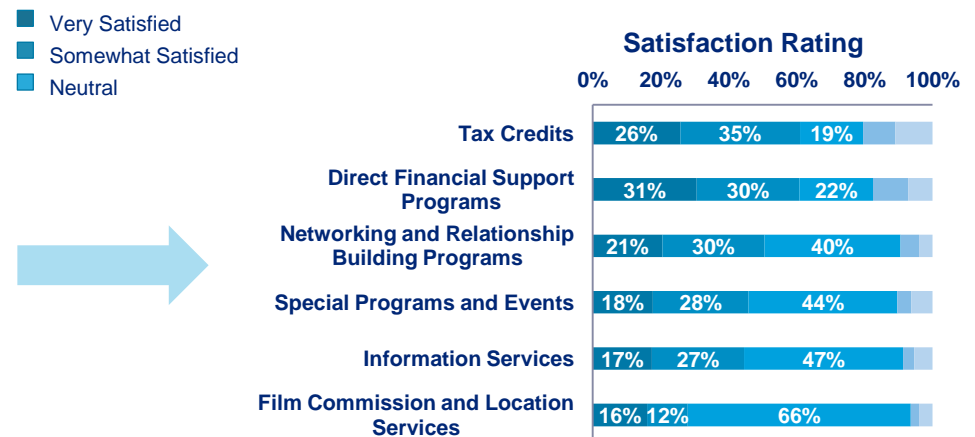 Very Satisfied
Somewhat Satisfied
Neutral
Satisfaction Rating
0% 20% 40% 60% 80% 100%
Tax Credits
26% 35% 19%
Direct Financial Support
Programs
31% 30% 22%
Networking and Relationship
Building Programs
21% 30% 40%
Special Programs and Events
18% 28% 44%
Information Services
17% 27% 47%
Film Commission and Location
Services
16% 12% 66%